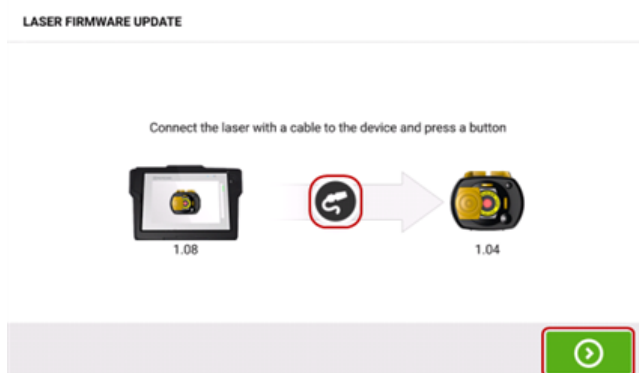 LASER FIRMWARE UPDATE
Connect the laser with a cable to the device and press a button
1.08
1.04